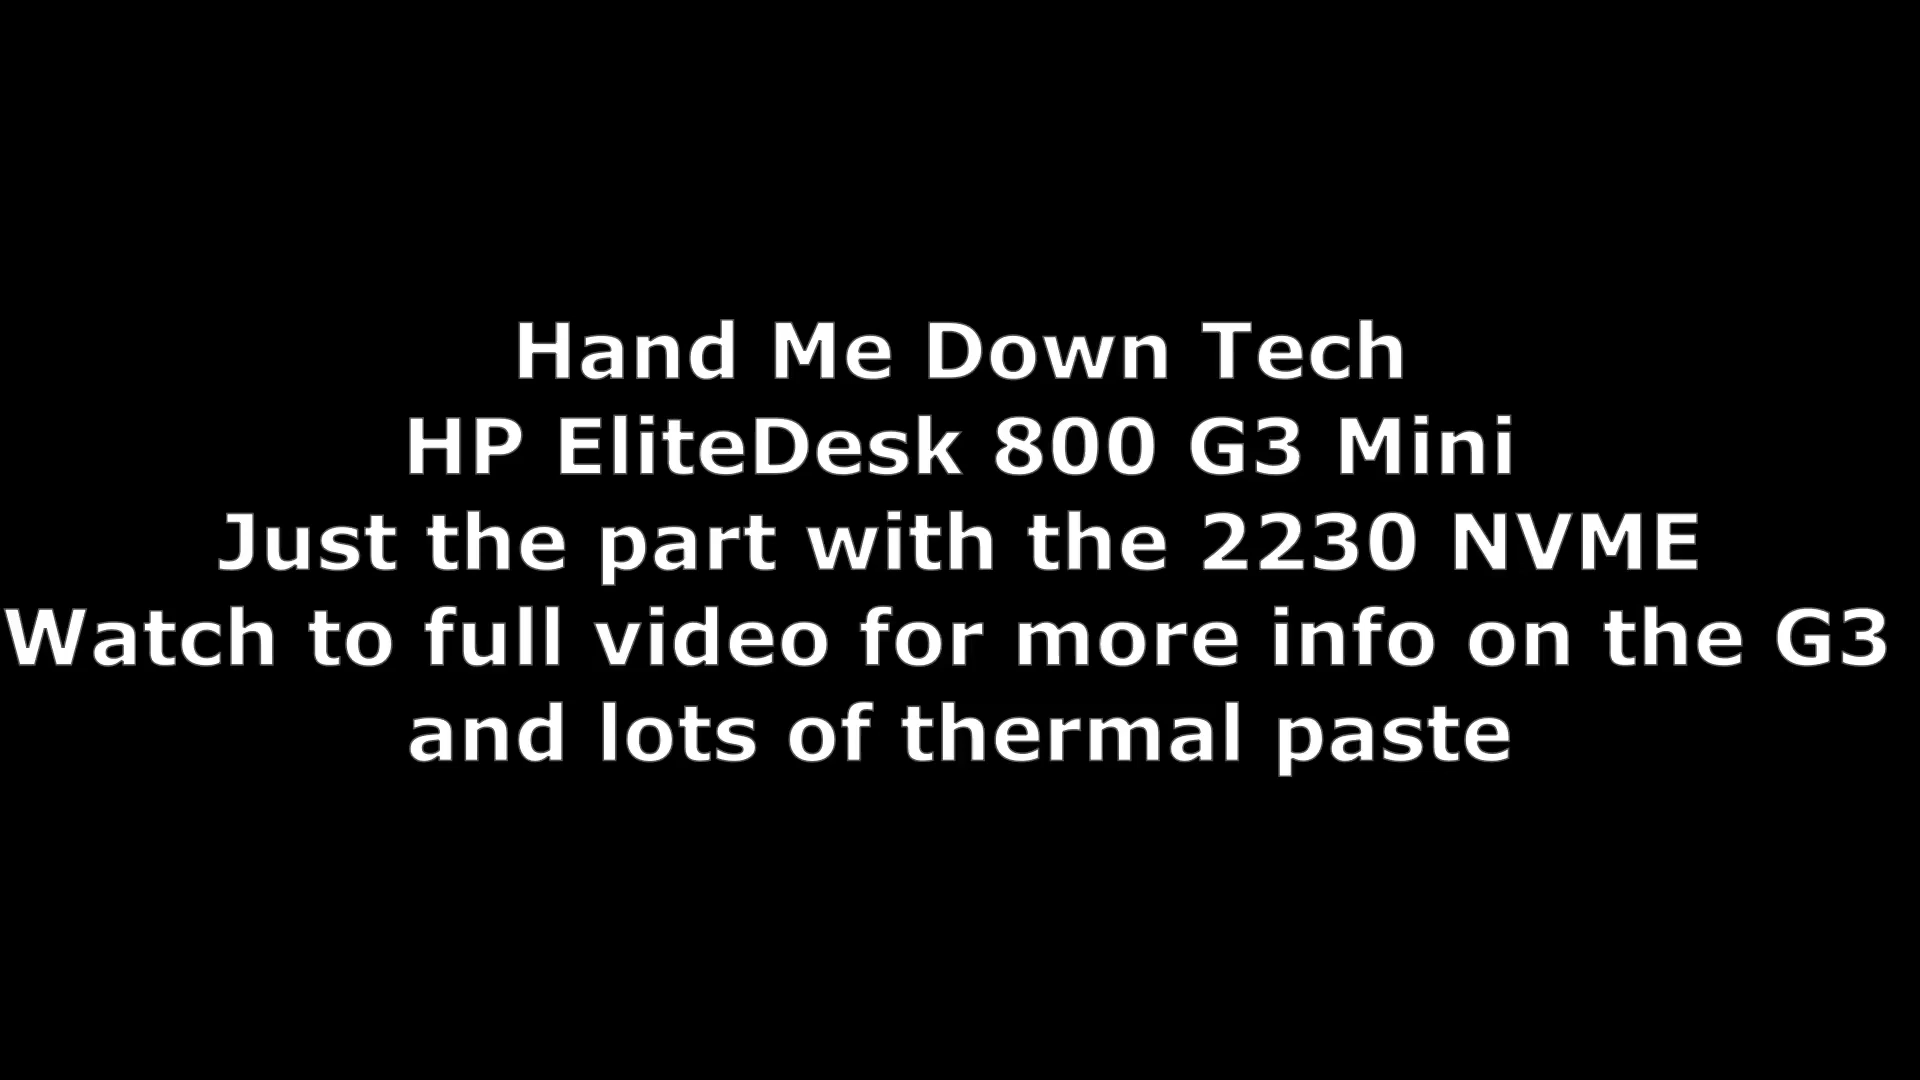 Hand Me Down Tech
HP EliteDesk 800 G3 Mini
Just the part with the 2230 NVME
Watch to full video for more info on the G3
and lots of thermal paste